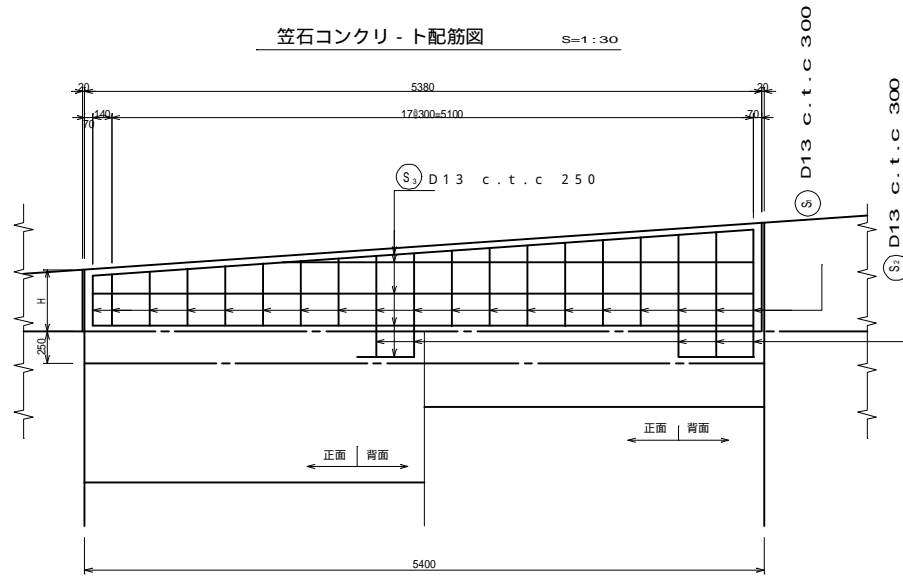 笠石コンクリ - ト配筋図 S=1:30
20 5380 20
70 140 17@300=5100 70
S3 D13 c.t.c 250
D13 c.t.c 300
S2 D13 c.t.c 300
H
250
正面 背面
正面 背面
5400